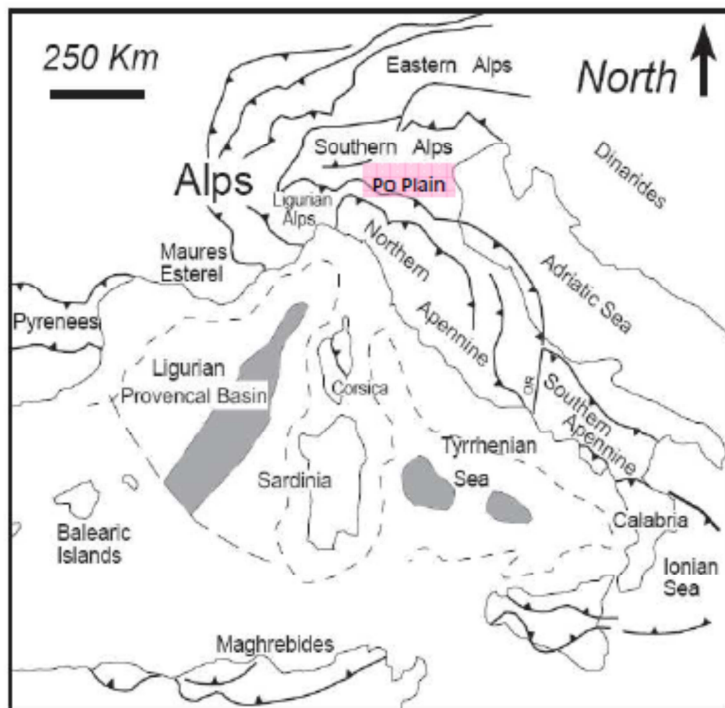 250 Km
North
Eastern Alps
Southern Alps
Alps
Po Plain
Ligurian
Alps
Dinarides
Maures
Esterel
Northern
Apennine
Adriatic Sea
Pyrenees
Ligurian
Provencal Basin
Corsica
Southern
Apennine
Tyrrhenian
Sea
Sardinia
Calabria
Balearic
Islands
Ionian
Sea
Maghrebides